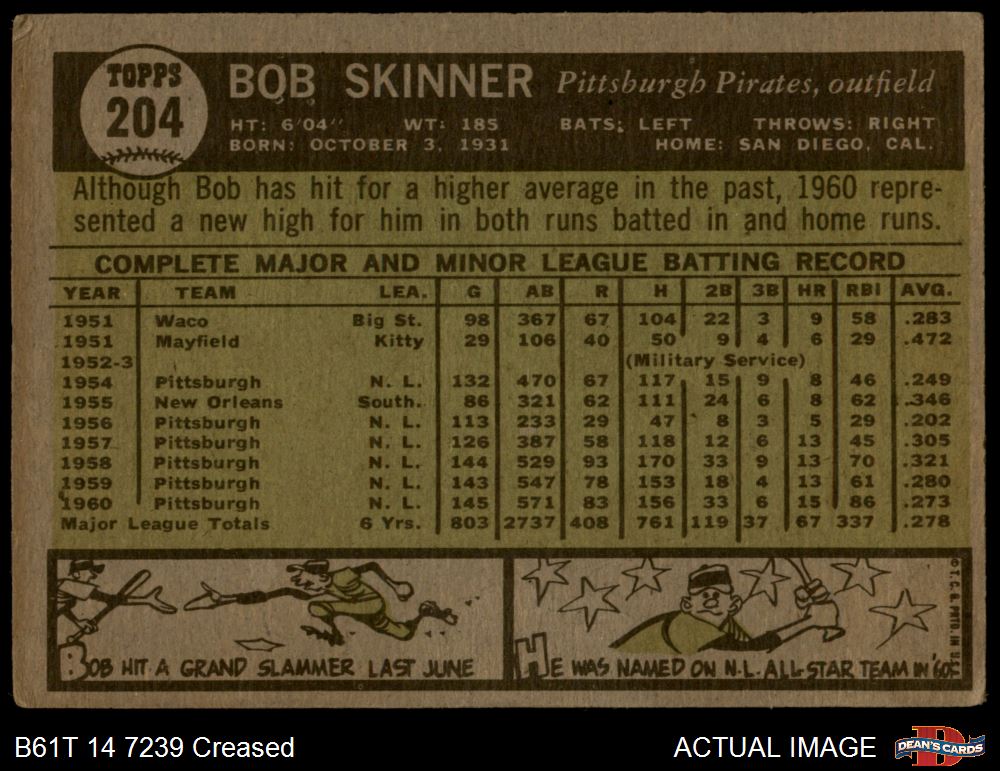 TOPPS
204
BOB SKINNER Pittsburgh Pirates, outfield
HT: 6'04" WT: 185 BATS: LEFT THROWS: RIGHT
BORN: OCTOBER 3, 1931 HOME: SAN DIEGO, CAL.
Although Bob has hit for a higher average in the past, 1960 repre-
sented a new high for him in both runs batted in and home runs.
COMPLETE MAJOR AND MINOR LEAGUE BATTING RECORD
YEAR TEAM LEA. G AB R H 2B 3B HR RBI AVG.
1951 Waco Big St. 98 367 67 104 22 3 9 58 .283
1951 Mayfield Kitty 29 106 40 50 9 4 6 29 .472
1952-3 (Military Service)
1954 Pittsburgh N. L. 132 470 67 117 15 9 8 46 .249
1955 New Orleans South. 86 321 62 111 24 6 8 62 .346
1956 Pittsburgh N. L. 113 233 29 47 8 3 5 29 .202
1957 Pittsburgh N. L. 126 387 58 118 12 6 13 45 .305
1958 Pittsburgh N. L. 144 529 93 170 33 9 13 70 .321
1959 Pittsburgh N. L. 143 547 78 153 18 4 13 61 .280
1960 Pittsburgh N. L. 145 571 83 156 33 6 15 86 .273
Major League Totals 6 Yrs. 803 2737 408 761 119 37 67 337 .278
BOB HIT A GRAND SLAMMER LAST JUNE
HE WAS NAMED ON N.L. ALL-STAR TEAM IN '60
© T. C. G. PRTD. IN U.S.A.
B61T 14 7239 Creased
ACTUAL IMAGE
D
DEAN'S CARDS